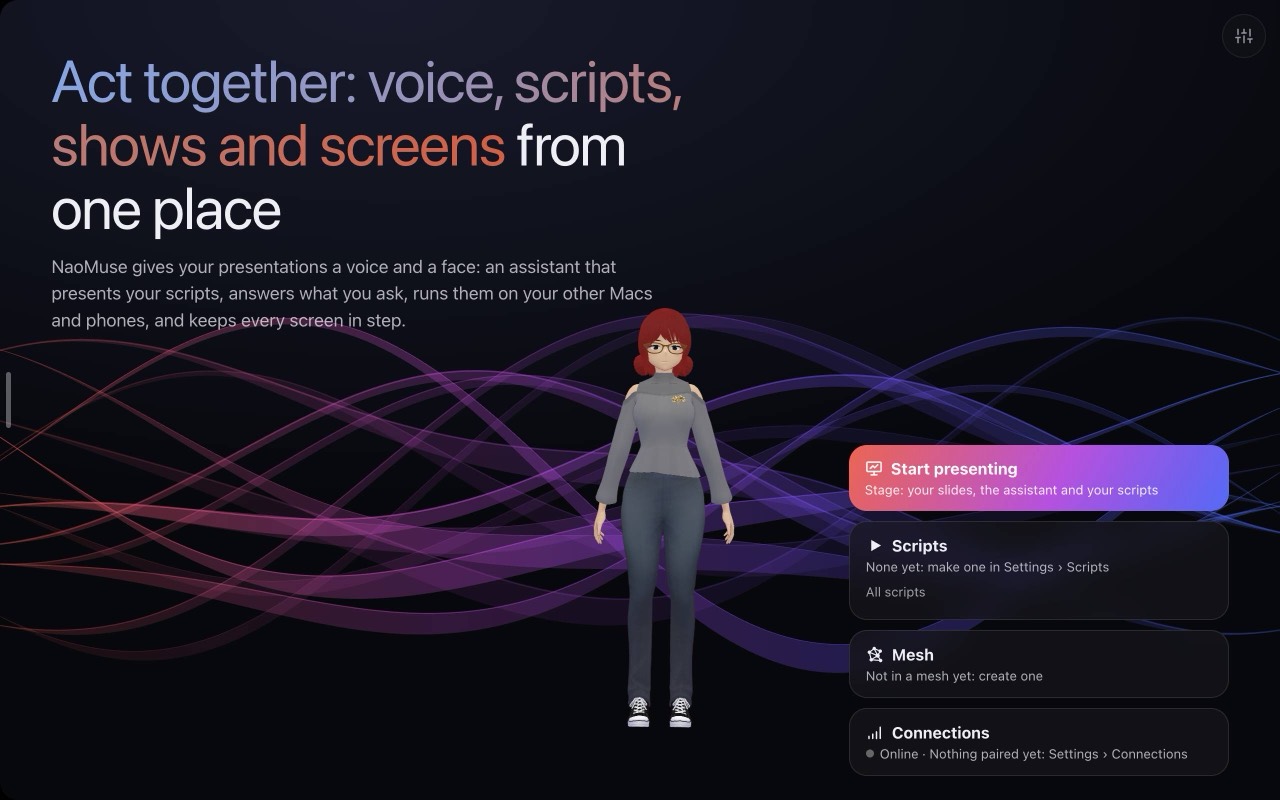 Act together: voice, scripts,
shows and screens from
one place
NaoMuse gives your presentations a voice and a face: an assistant that
presents your scripts, answers what you ask, runs them on your other Macs
and phones, and keeps every screen in step.
Start presenting
Stage: your slides, the assistant and your scripts
Scripts
None yet: make one in Settings › Scripts
All scripts
Mesh
Not in a mesh yet: create one
Connections
Online · Nothing paired yet: Settings › Connections